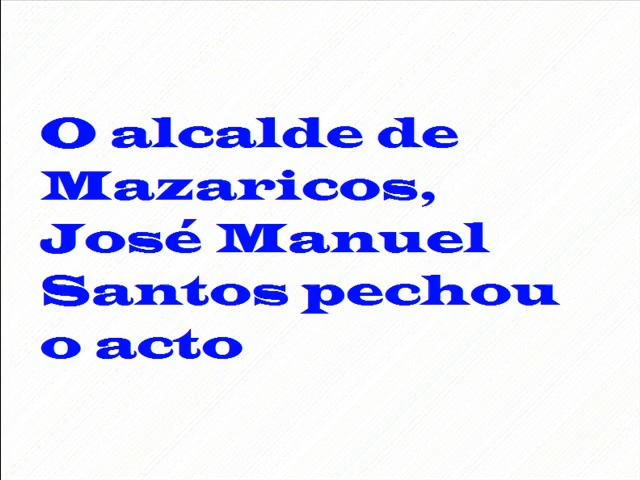 O alcalde de
Mazaricos,
José Manuel
Santos pechou
o acto